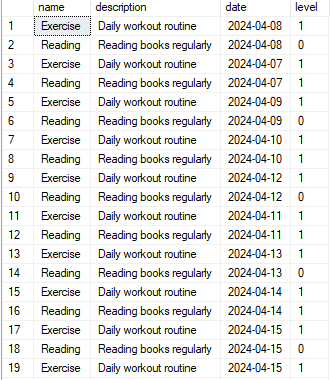 name description date level
1 Exercise Daily workout routine 2024-04-08 1
2 Reading Reading books regularly 2024-04-08 0
3 Exercise Daily workout routine 2024-04-07 1
4 Reading Reading books regularly 2024-04-07 1
5 Exercise Daily workout routine 2024-04-09 1
6 Reading Reading books regularly 2024-04-09 0
7 Exercise Daily workout routine 2024-04-10 1
8 Reading Reading books regularly 2024-04-10 1
9 Exercise Daily workout routine 2024-04-12 1
10 Reading Reading books regularly 2024-04-12 0
11 Exercise Daily workout routine 2024-04-11 1
12 Reading Reading books regularly 2024-04-11 1
13 Exercise Daily workout routine 2024-04-13 1
14 Reading Reading books regularly 2024-04-13 0
15 Exercise Daily workout routine 2024-04-14 1
16 Reading Reading books regularly 2024-04-14 1
17 Exercise Daily workout routine 2024-04-15 1
18 Reading Reading books regularly 2024-04-15 0
19 Exercise Daily workout routine 2024-04-15 1